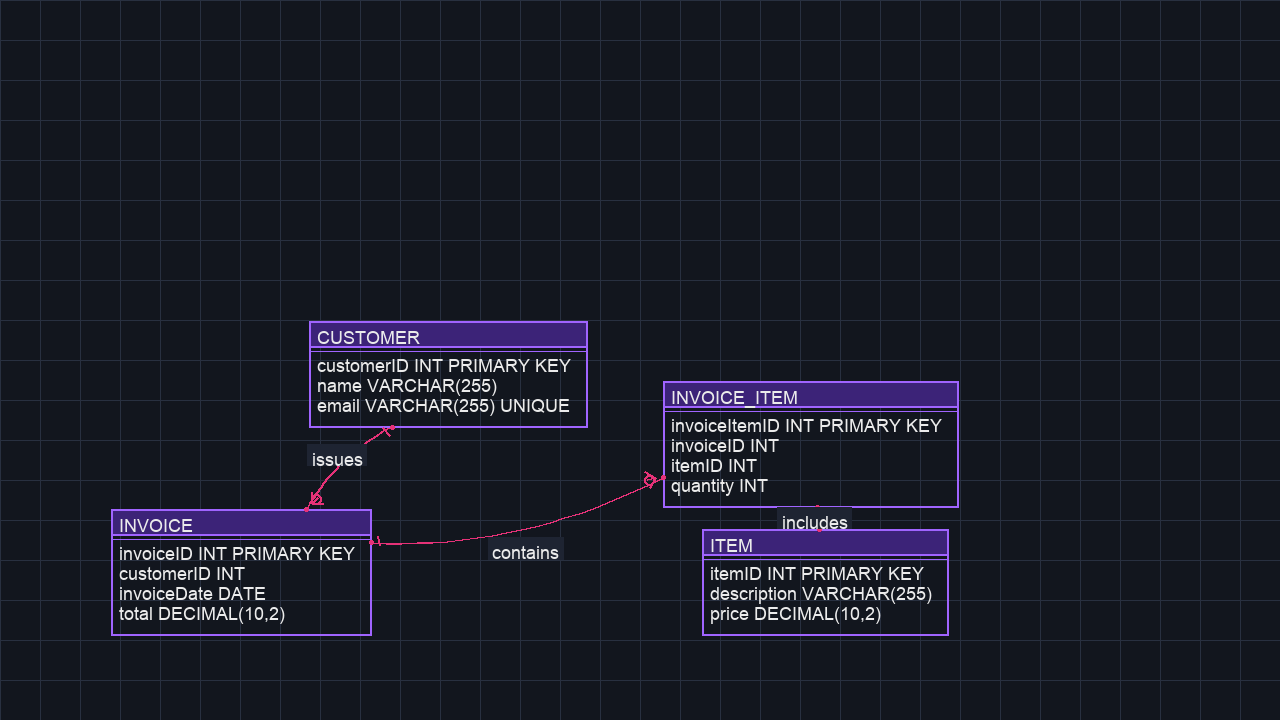 CUSTOMER
customerID INT PRIMARY KEY
name VARCHAR(255)
email VARCHAR(255) UNIQUE
issues
INVOICE
invoiceID INT PRIMARY KEY
customerID INT
invoiceDate DATE
total DECIMAL(10,2)
contains
INVOICE_ITEM
invoiceItemID INT PRIMARY KEY
invoiceID INT
itemID INT
quantity INT
includes
ITEM
itemID INT PRIMARY KEY
description VARCHAR(255)
price DECIMAL(10,2)